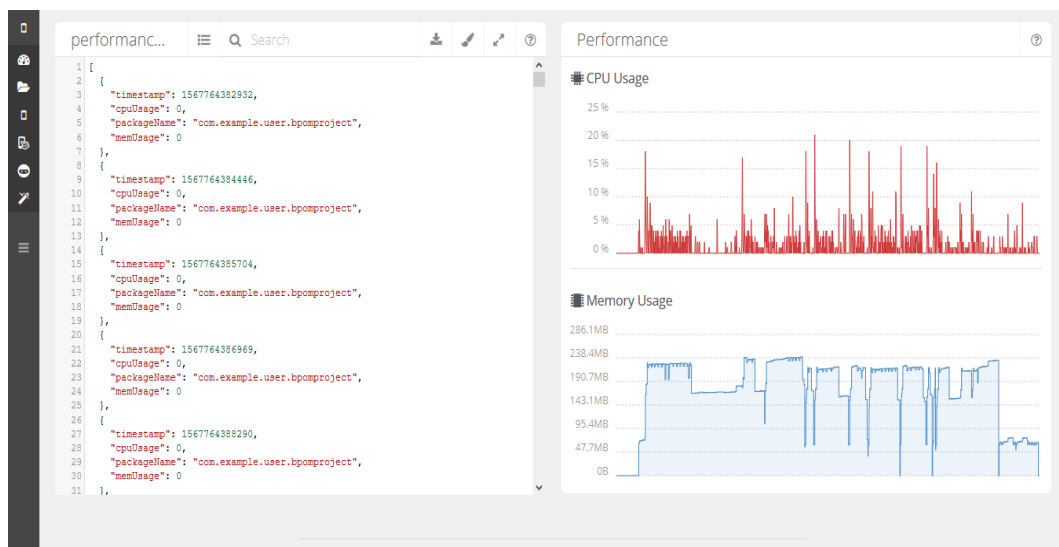 performanc...
Search
1 [
2 {
3 "timestamp": 1567764382932,
4 "cpuUsage": 0,
5 "packageName": "com.example.user.bpomproject",
6 "memUsage": 0
7 },
8 {
9 "timestamp": 1567764384446,
10 "cpuUsage": 0,
11 "packageName": "com.example.user.bpomproject",
12 "memUsage": 0
13 },
14 {
15 "timestamp": 1567764385704,
16 "cpuUsage": 0,
17 "packageName": "com.example.user.bpomproject",
18 "memUsage": 0
19 },
20 {
21 "timestamp": 1567764386969,
22 "cpuUsage": 0,
23 "packageName": "com.example.user.bpomproject",
24 "memUsage": 0
25 },
26 {
27 "timestamp": 1567764388290,
28 "cpuUsage": 0,
29 "packageName": "com.example.user.bpomproject",
30 "memUsage": 0
31 },
Performance
CPU Usage
25 %
20 %
15 %
10 %
5 %
0 %
Memory Usage
286.1MB
238.4MB
190.7MB
143.1MB
95.4MB
47.7MB
0B